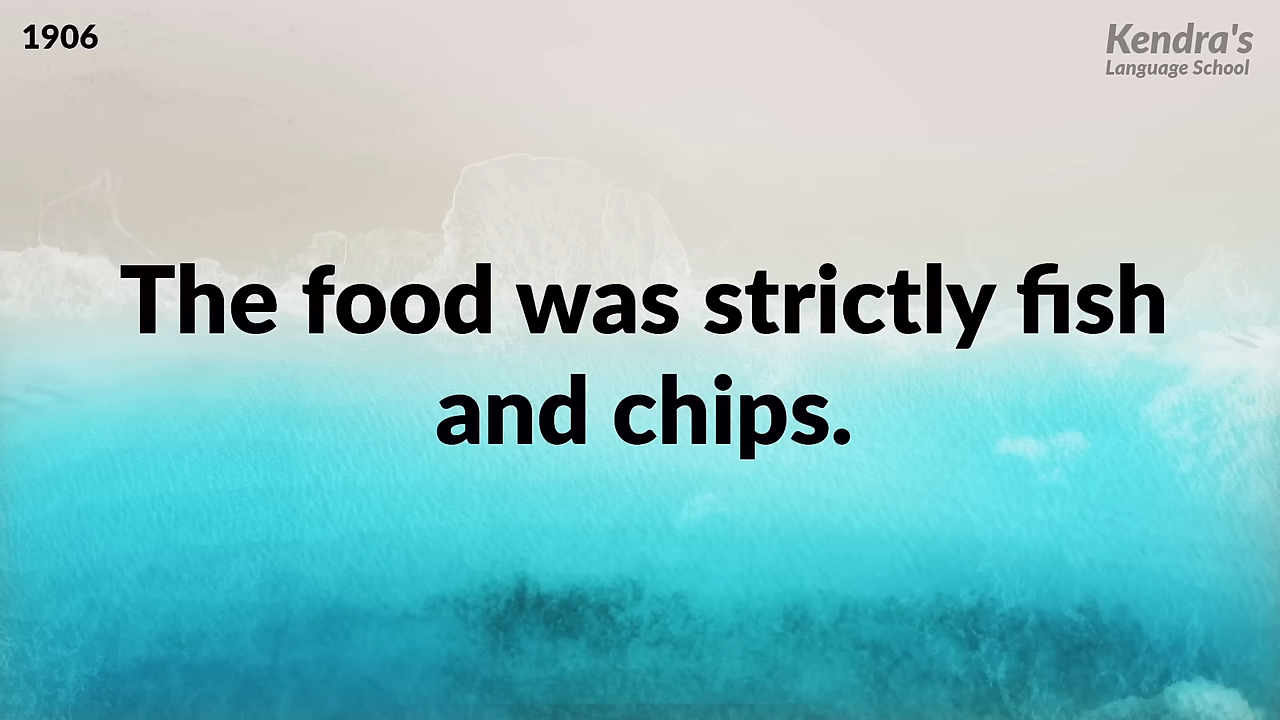 1906
Kendra's
Language School
The food was strictly fish
and chips.